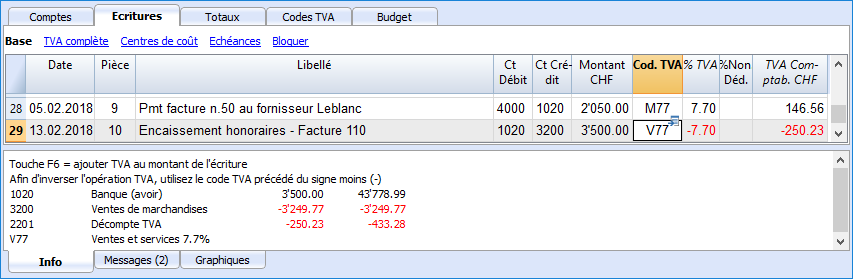 Comptes Ecritures Totaux Codes TVA Budget
Base TVA complète Centres de coût Echéances Bloquer
Date Pièce Libellé Ct Débit Ct Cré-dit Montant CHF Cod. TVA % TVA %Non Déd. TVA Com-ptab. CHF
28 05.02.2018 9 Pmt facture n.50 au fornisseur Leblanc 4000 1020 2'050.00 M77 7.70 146.56
29 13.02.2018 10 Encaissement honoraires - Facture 110 1020 3200 3'500.00 V77 -7.70 -250.23
Touche F6 = ajouter TVA au montant de l'écriture
Afin d'inverser l'opération TVA, utilisez le code TVA précédé du signe moins (-)
1020 Banque (avoir) 3'500.00 43'778.99
3200 Ventes de marchandises -3'249.77 -3'249.77
2201 Décompte TVA -250.23 -433.28
V77 Ventes et services 7.7%
Info Messages (2) Graphiques